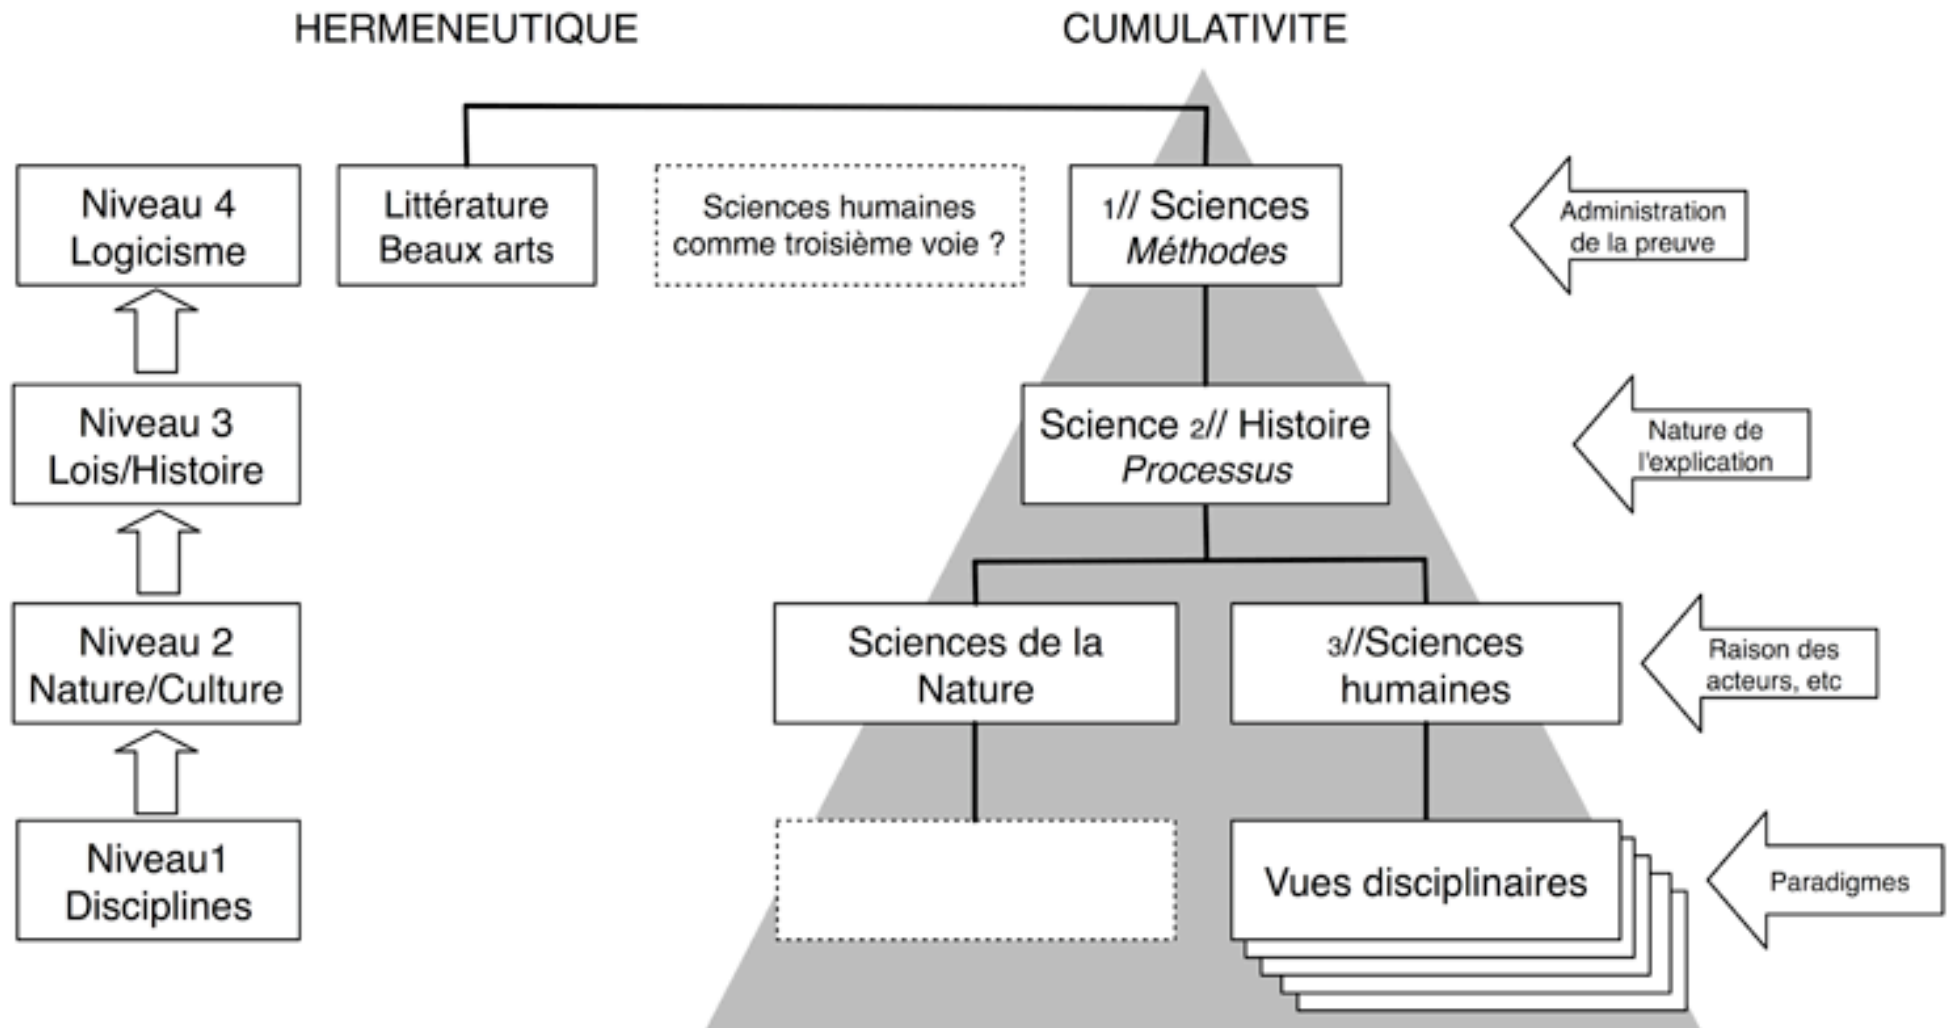 HERMENEUTIQUE
CUMULATIVITE
Niveau 4
Logicisme
Littérature
Beaux arts
Sciences humaines
comme troisième voie ?
1// Sciences
Méthodes
Administration
de la preuve
Niveau 3
Lois/Histoire
Science 2// Histoire
Processus
Nature de
l'explication
Niveau 2
Nature/Culture
Sciences de la
Nature
3//Sciences
humaines
Raison des
acteurs, etc
Niveau1
Disciplines
Vues disciplinaires
Paradigmes